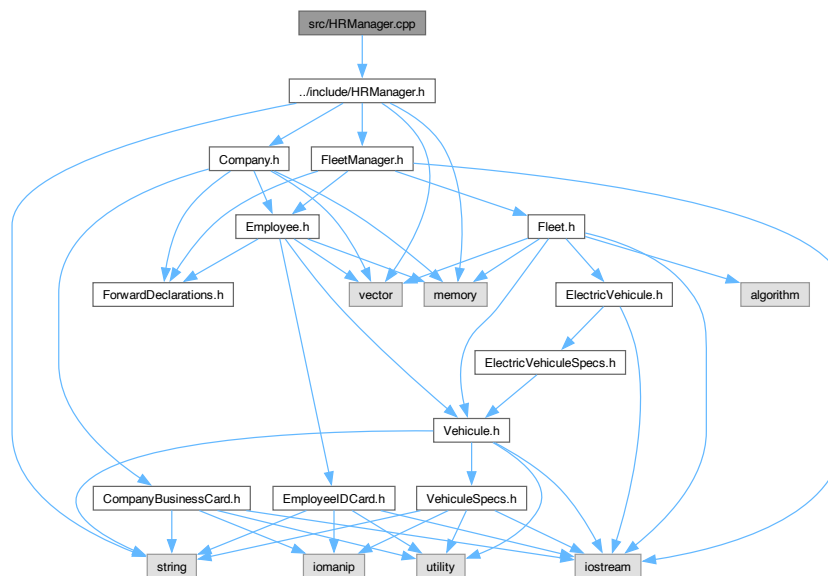 src/HRManager.cpp
../include/HRManager.h
Company.h
FleetManager.h
Employee.h
Fleet.h
ForwardDeclarations.h
vector
memory
ElectricVehicule.h
algorithm
ElectricVehiculeSpecs.h
Vehicule.h
CompanyBusinessCard.h
EmployeeIDCard.h
VehiculeSpecs.h
string
iomanip
utility
iostream